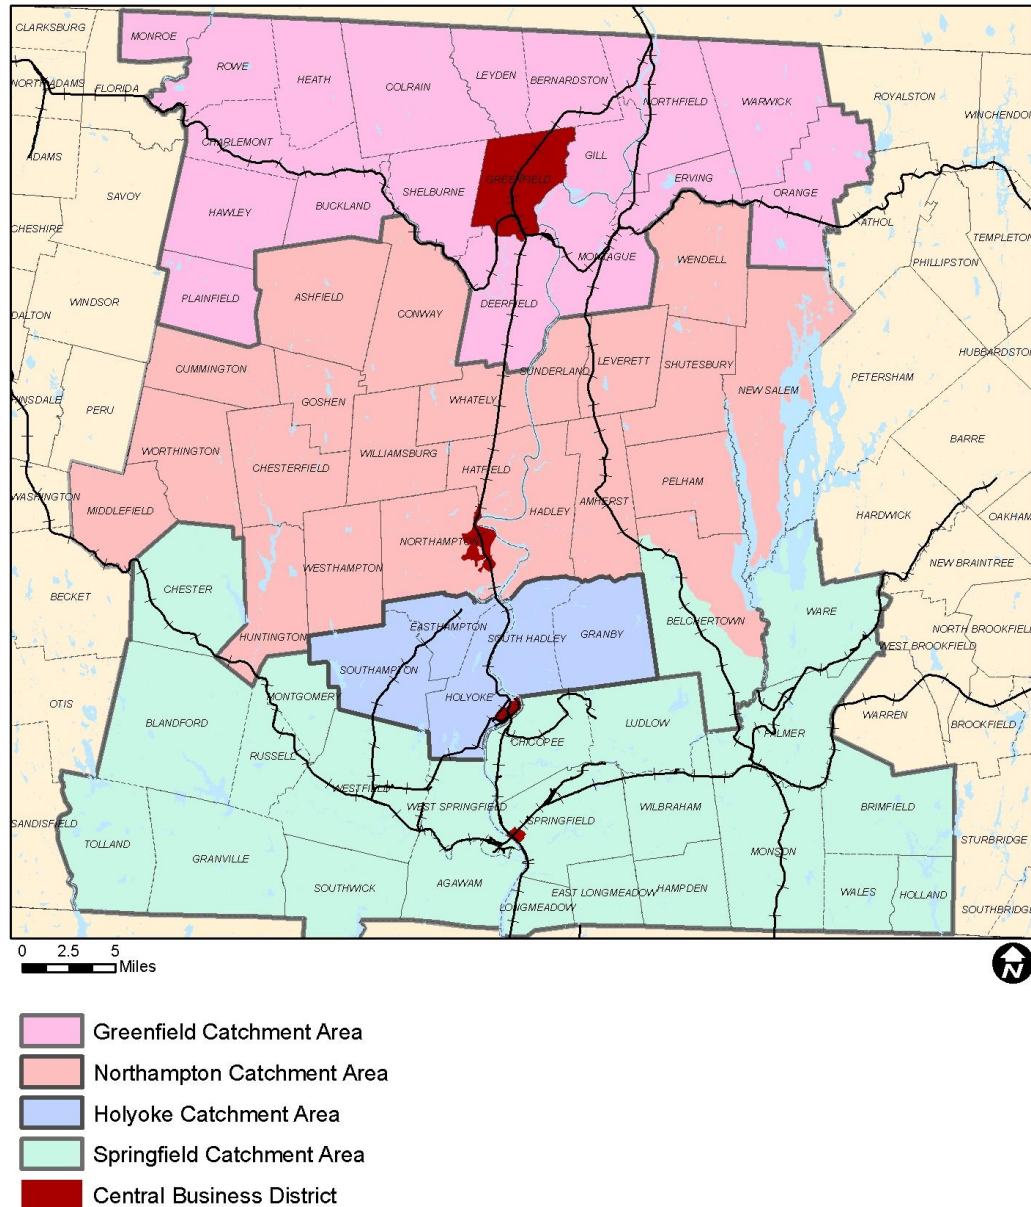 CLARKSBURG
MONROE
ROWE
HEATH
COLRAIN
LEYDEN
BERNARDSTON
NORTHFIELD
WARWICK
ROYALSTON
WINCHENDON
NORTH ADAMS
FLORIDA
ADAMS
CHARLEMONT
SAVOY
HAWLEY
BUCKLAND
SHELBURNE
GREENFIELD
GILL
ERVING
ORANGE
ATHOL
CHESHIRE
TEMPLETON
PHILLIPSTON
WINDSOR
PLAINFIELD
ASHFIELD
CONWAY
DEERFIELD
MONTAGUE
WENDELL
DALTON
HUBBARDSTON
CUMMINGTON
GOSHEN
WHATELY
SUNDERLAND
LEVERETT
SHUTESBURY
NEW SALEM
PETERSHAM
HINSDALE
PERU
BARRE
WORTHINGTON
CHESTERFIELD
WILLIAMSBURG
HATFIELD
HADLEY
AMHERST
PELHAM
WASHINGTON
MIDDLEFIELD
HARDWICK
OAKHAM
NORTHAMPTON
WESTHAMPTON
NEW BRAINTREE
BECKET
CHESTER
HUNTINGTON
EASTHAMPTON
SOUTH HADLEY
GRANBY
BELCHERTOWN
WARE
NORTH BROOKFIELD
WEST BROOKFIELD
SOUTHAMPTON
HOLYOKE
OTIS
BLANDFORD
MONTGOMERY
RUSSELL
CHICOPEE
LUDLOW
PALMER
WARREN
BROOKFIELD
WESTFIELD
WEST SPRINGFIELD
SPRINGFIELD
WILBRAHAM
BRIMFIELD
SANDISFIELD
TOLLAND
GRANVILLE
SOUTHWICK
AGAWAM
LONGMEADOW
EAST LONGMEADOW
HAMPDEN
MONSON
WALES
HOLLAND
STURBRIDGE
SOUTHBRIDGE
0 2.5 5
Miles
N
Greenfield Catchment Area
Northampton Catchment Area
Holyoke Catchment Area
Springfield Catchment Area
Central Business District